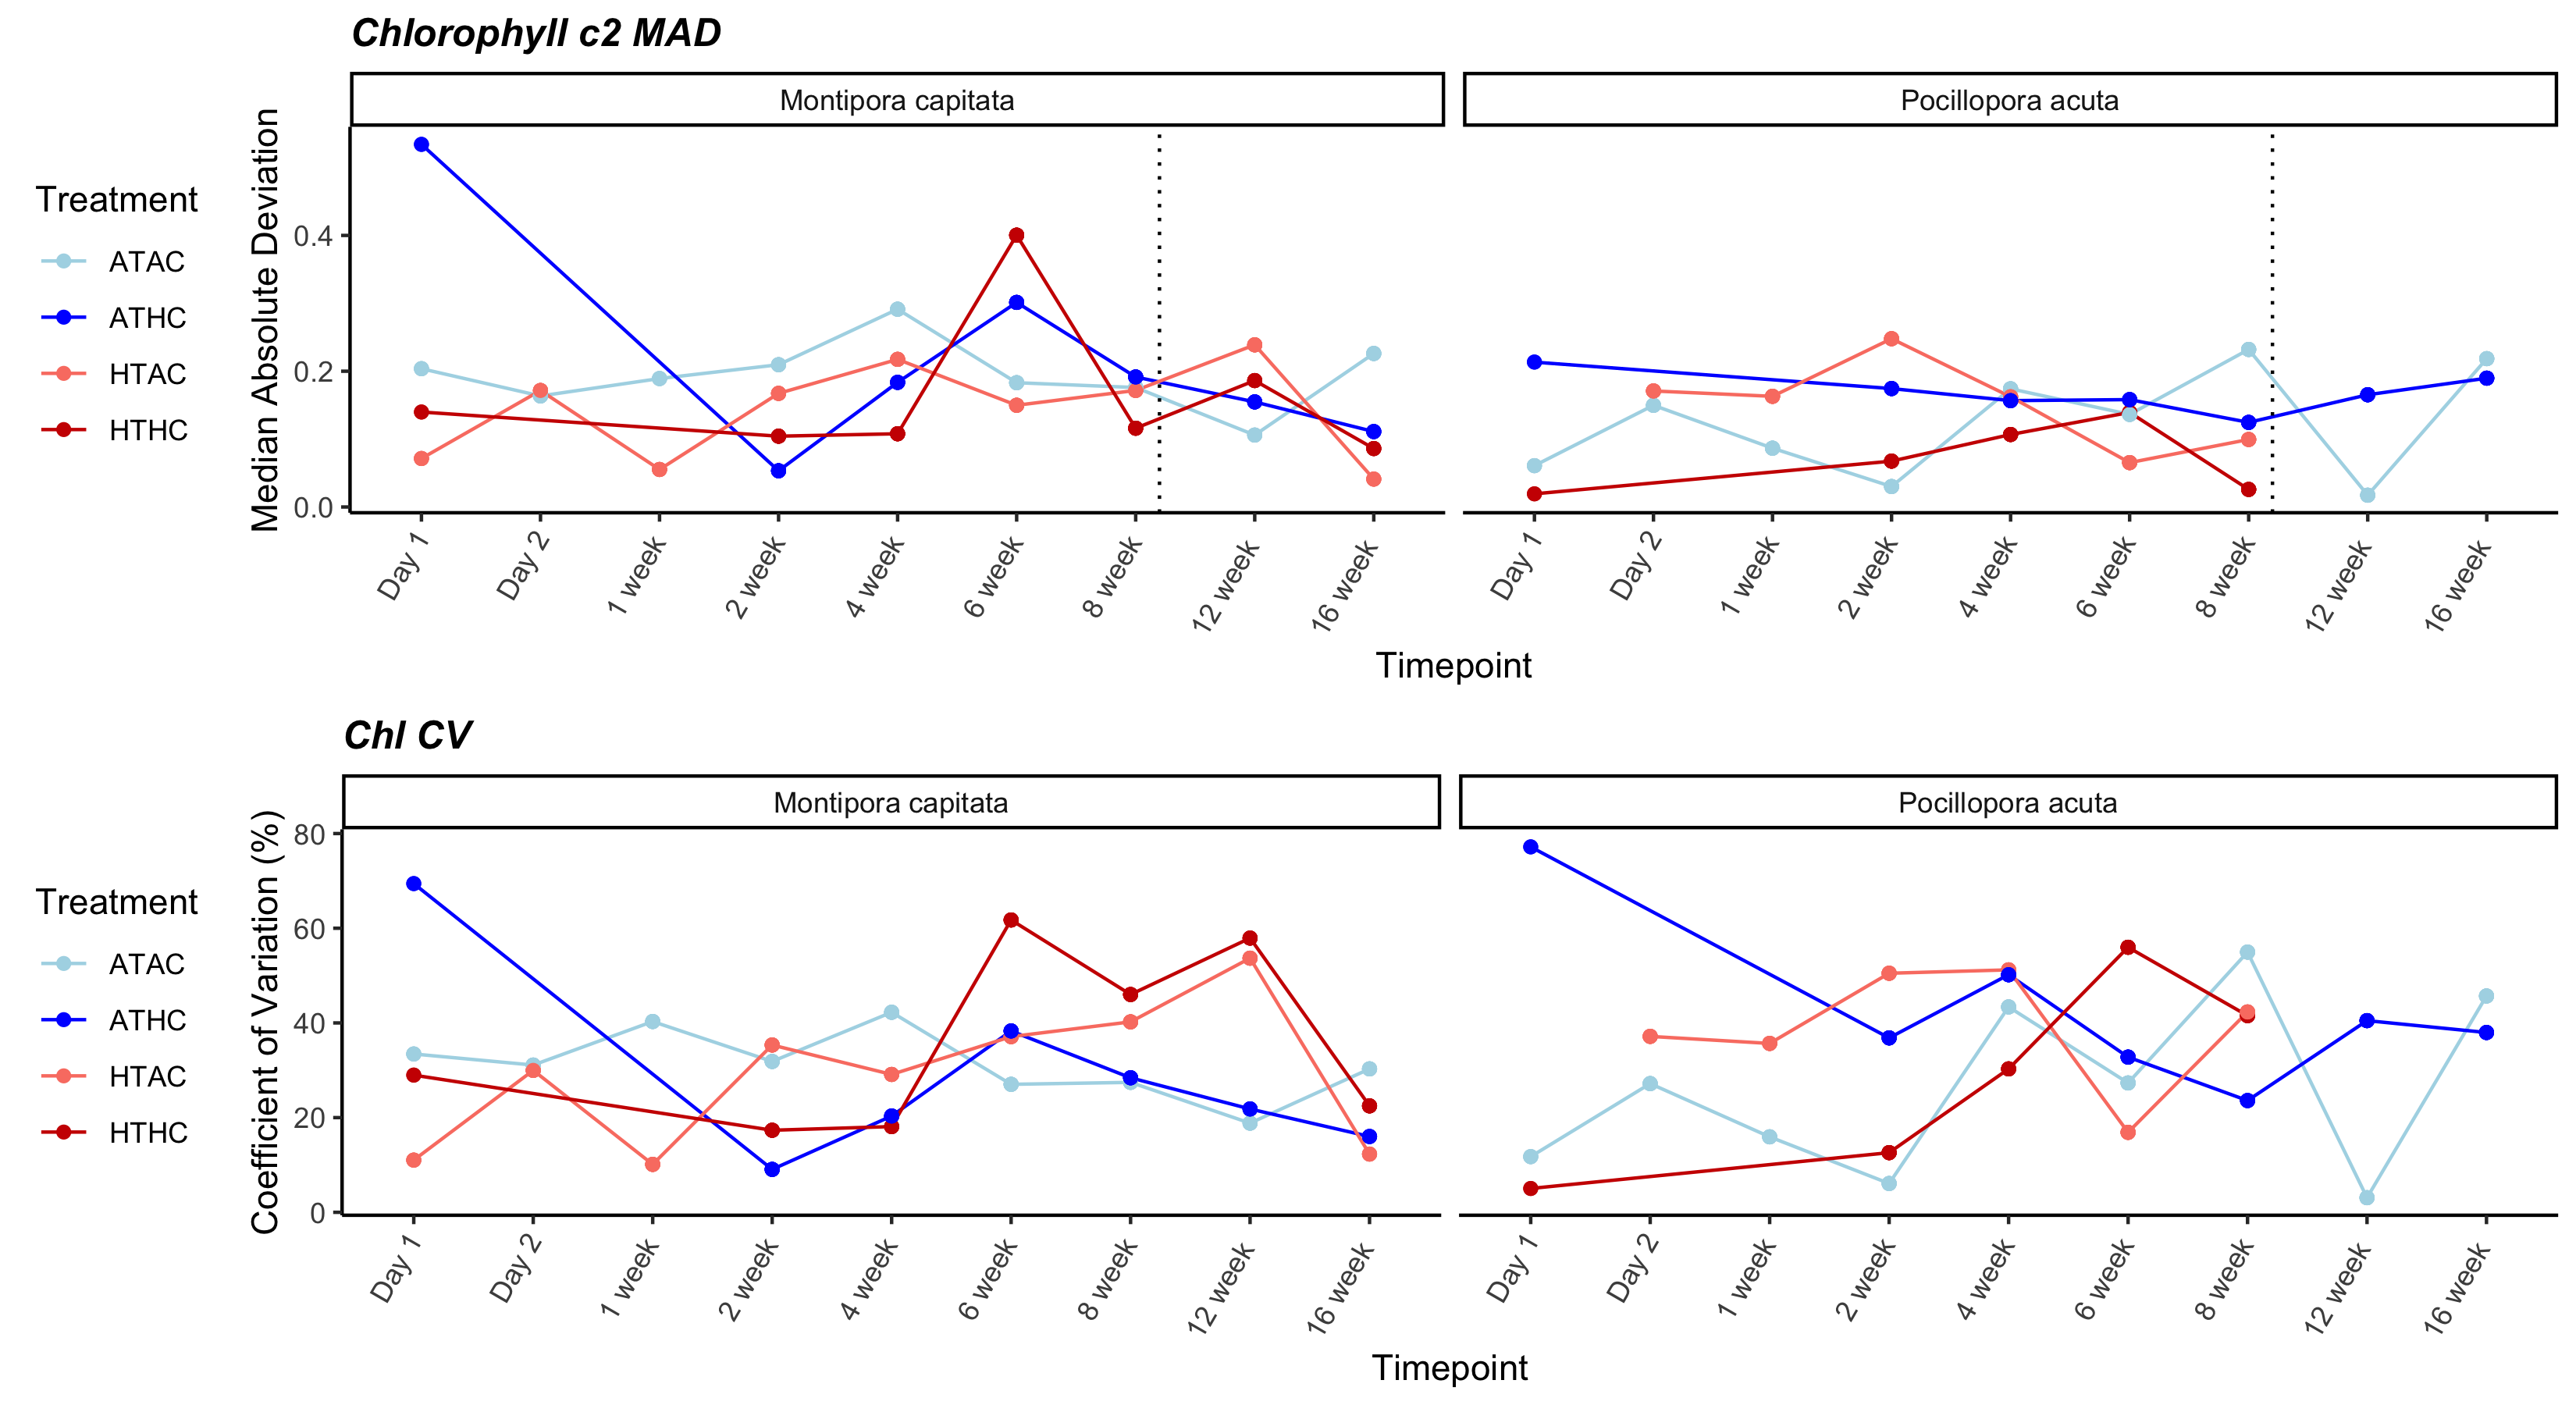 Chlorophyll c2 MAD
Montipora capitata
Pocillopora acuta
Treatment
ATAC
ATHC
HTAC
HTHC
Median Absolute Deviation
0.4
0.2
0.0
Day 1
Day 2
1 week
2 week
4 week
6 week
8 week
12 week
16 week
Day 1
Day 2
1 week
2 week
4 week
6 week
8 week
12 week
16 week
Timepoint
Chl CV
Montipora capitata
Pocillopora acuta
Treatment
ATAC
ATHC
HTAC
HTHC
Coefficient of Variation (%)
80
60
40
20
0
Day 1
Day 2
1 week
2 week
4 week
6 week
8 week
12 week
16 week
Day 1
Day 2
1 week
2 week
4 week
6 week
8 week
12 week
16 week
Timepoint